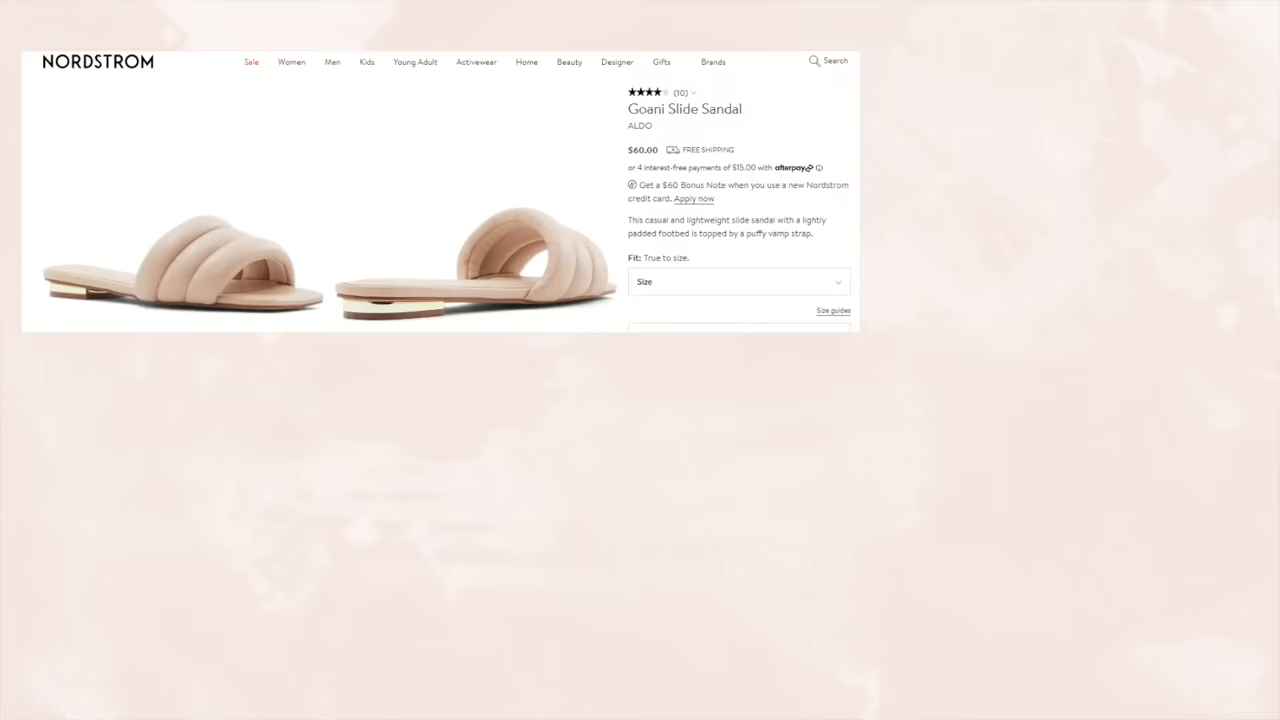 NORDSTROM
Sale Women Men Kids Young Adult Activewear Home Beauty Designer Gifts Brands
Search
(10)
Goani Slide Sandal
ALDO
$60.00 FREE SHIPPING
or 4 interest-free payments of $15.00 with afterpay
Get a $60 Bonus Note when you use a new Nordstrom
credit card. Apply now
This casual and lightweight slide sandal with a lightly
padded footbed is topped by a puffy vamp strap.
Fit: True to size.
Size
Size guides